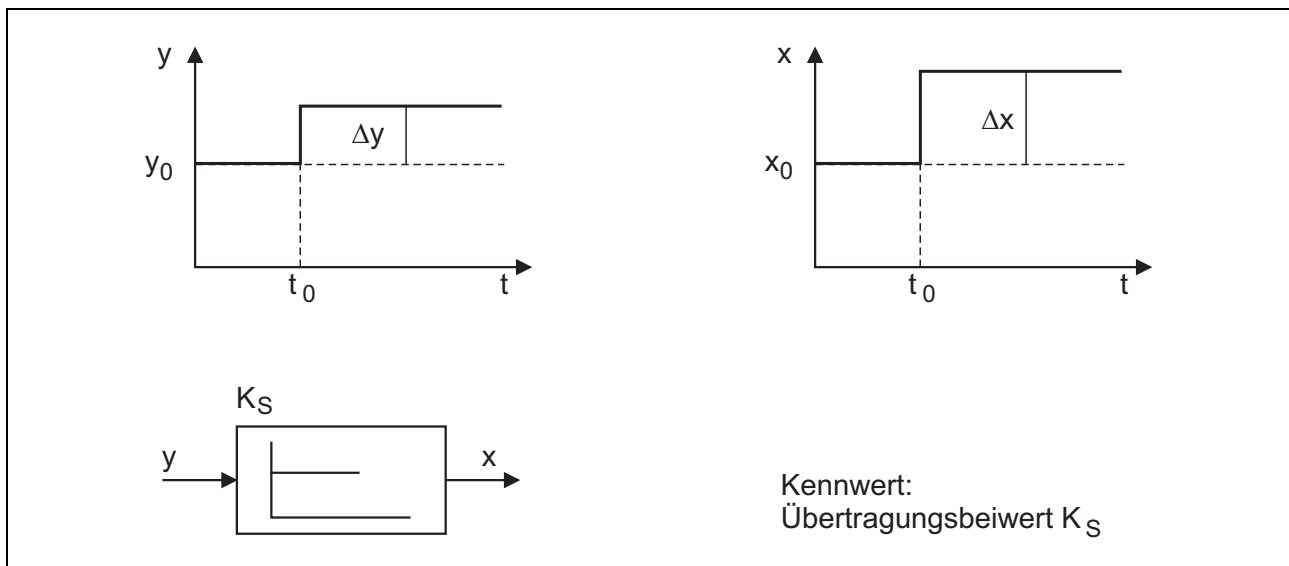 y
Δy
y0
t0
t
x
Δx
x0
t0
t
KS
y
x
Kennwert:
Übertragungsbeiwert KS